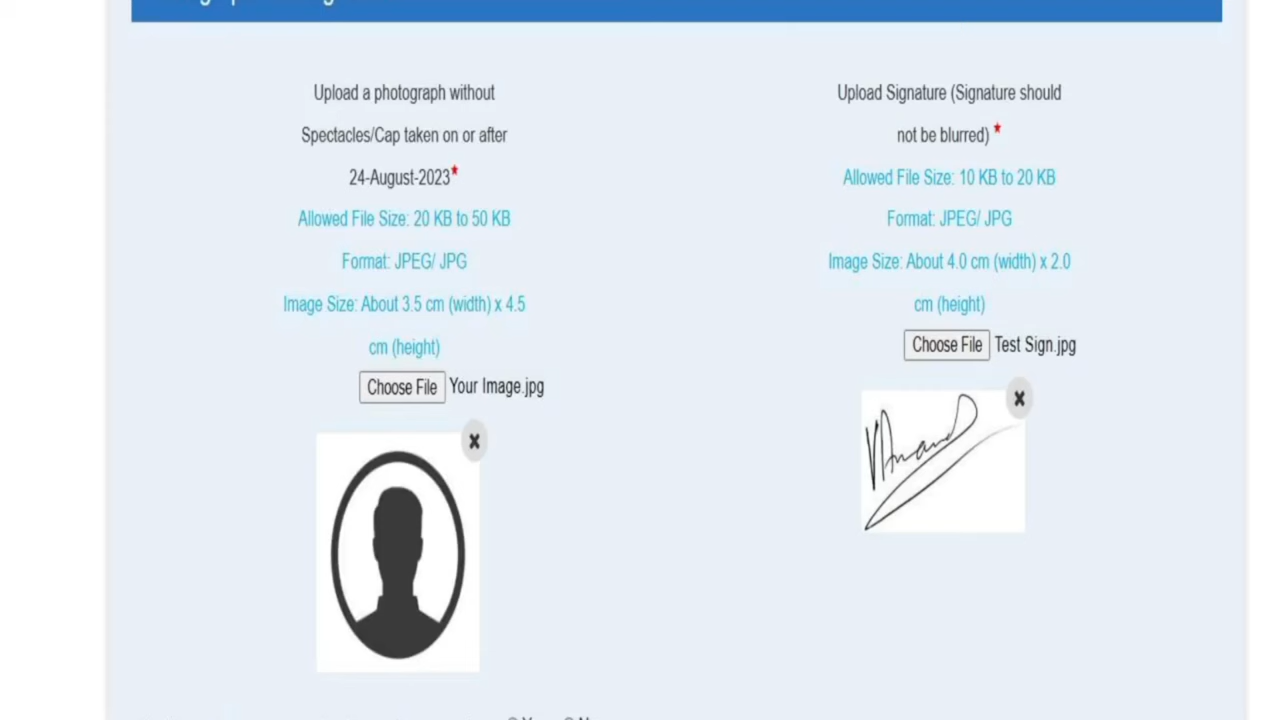 Upload a photograph without
Spectacles/Cap taken on or after
24-August-2023*
Allowed File Size: 20 KB to 50 KB
Format: JPEG/ JPG
Image Size: About 3.5 cm (width) x 4.5
cm (height)
Choose File Your Image.jpg
Upload Signature (Signature should
not be blurred) *
Allowed File Size: 10 KB to 20 KB
Format: JPEG/ JPG
Image Size: About 4.0 cm (width) x 2.0
cm (height)
Choose File Test Sign.jpg